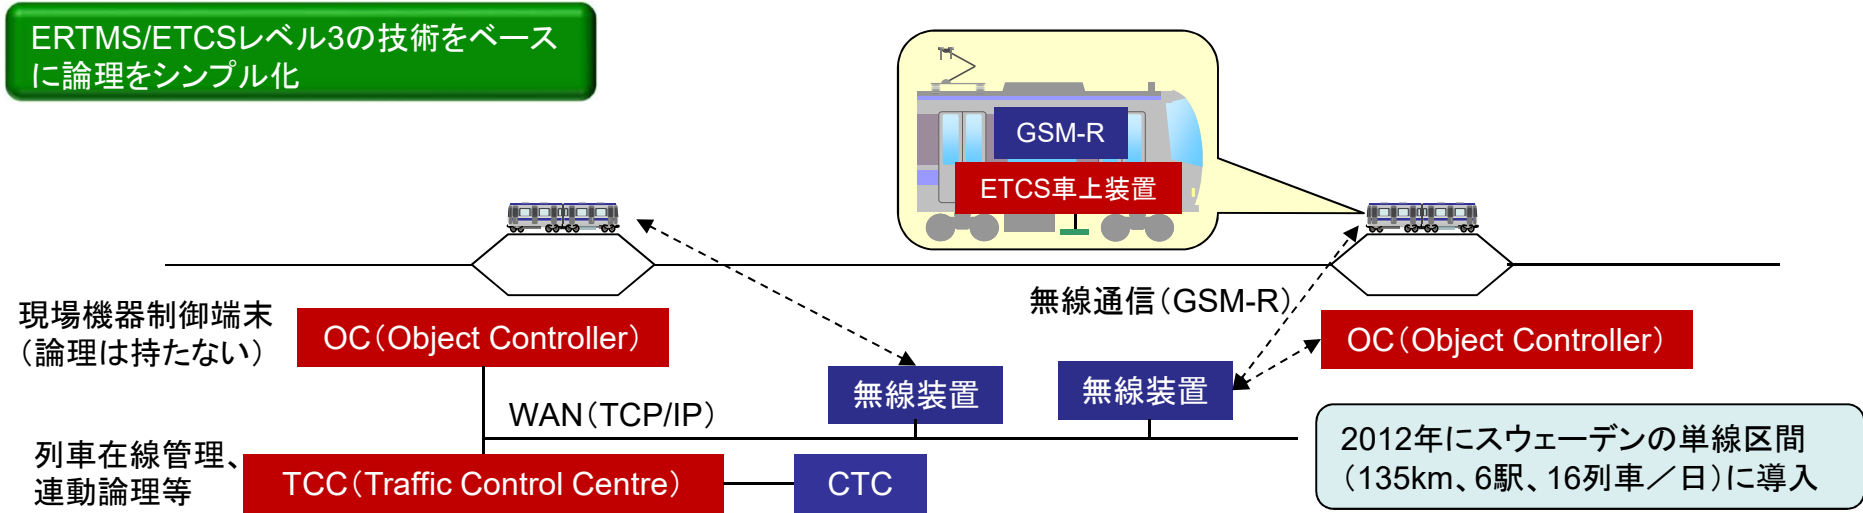 ERTMS/ETCSレベル3の技術をベース
に論理をシンプル化
GSM-R
ETCS車上装置
無線通信（GSM-R）
現場機器制御端末
（論理は持たない）
OC（Object Controller）
OC（Object Controller）
無線装置
無線装置
WAN（TCP/IP）
列車在線管理、
連動論理等
TCC（Traffic Control Centre）
CTC
2012年にスウェーデンの単線区間
（135km、6駅、16列車／日）に導入